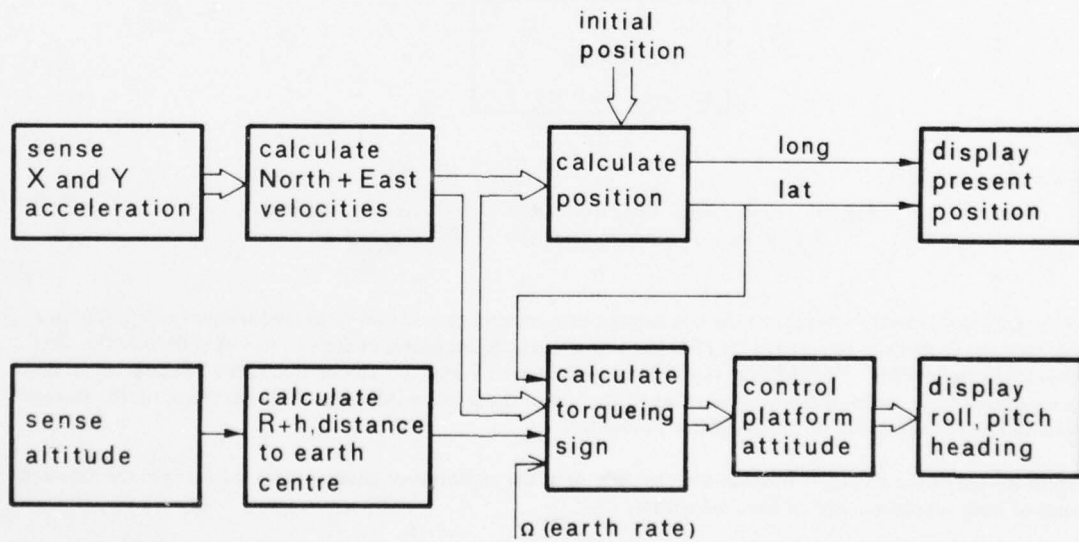 initial
position
sense
X and Y
acceleration
calculate
North + East
velocities
calculate
position
long
lat
display
present
position
sense
altitude
calculate
R+h, distance
to earth
centre
calculate
torqueing
sign
control
platform
attitude
display
roll, pitch
heading
Ω (earth rate)